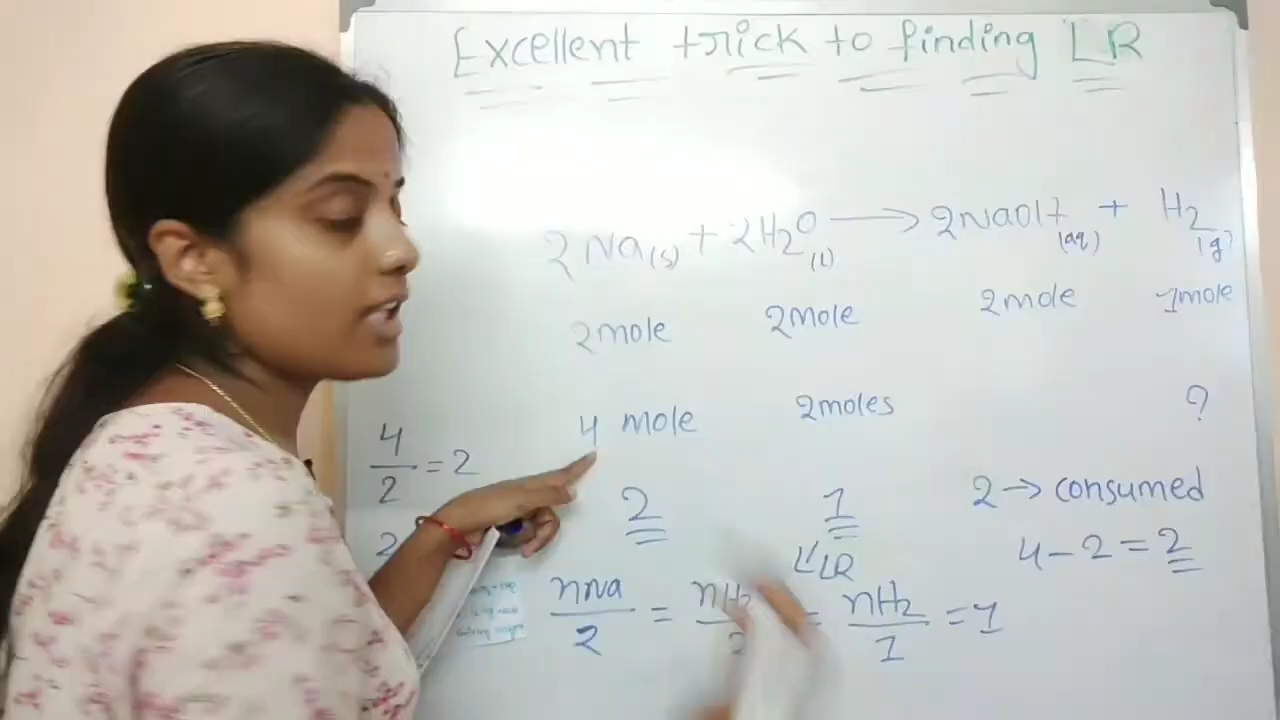 Excellent trick to finding LR
2Na(s) + 2H2O(l) → 2NaOH(aq) + H2(g)
2mole 2mole 2mole 1mole
4 mole 2moles ?
4/2 = 2
2 1 2 → consumed
LR 4 - 2 = 2
2
nNa/2 = nH2 = nH2/1 = 1